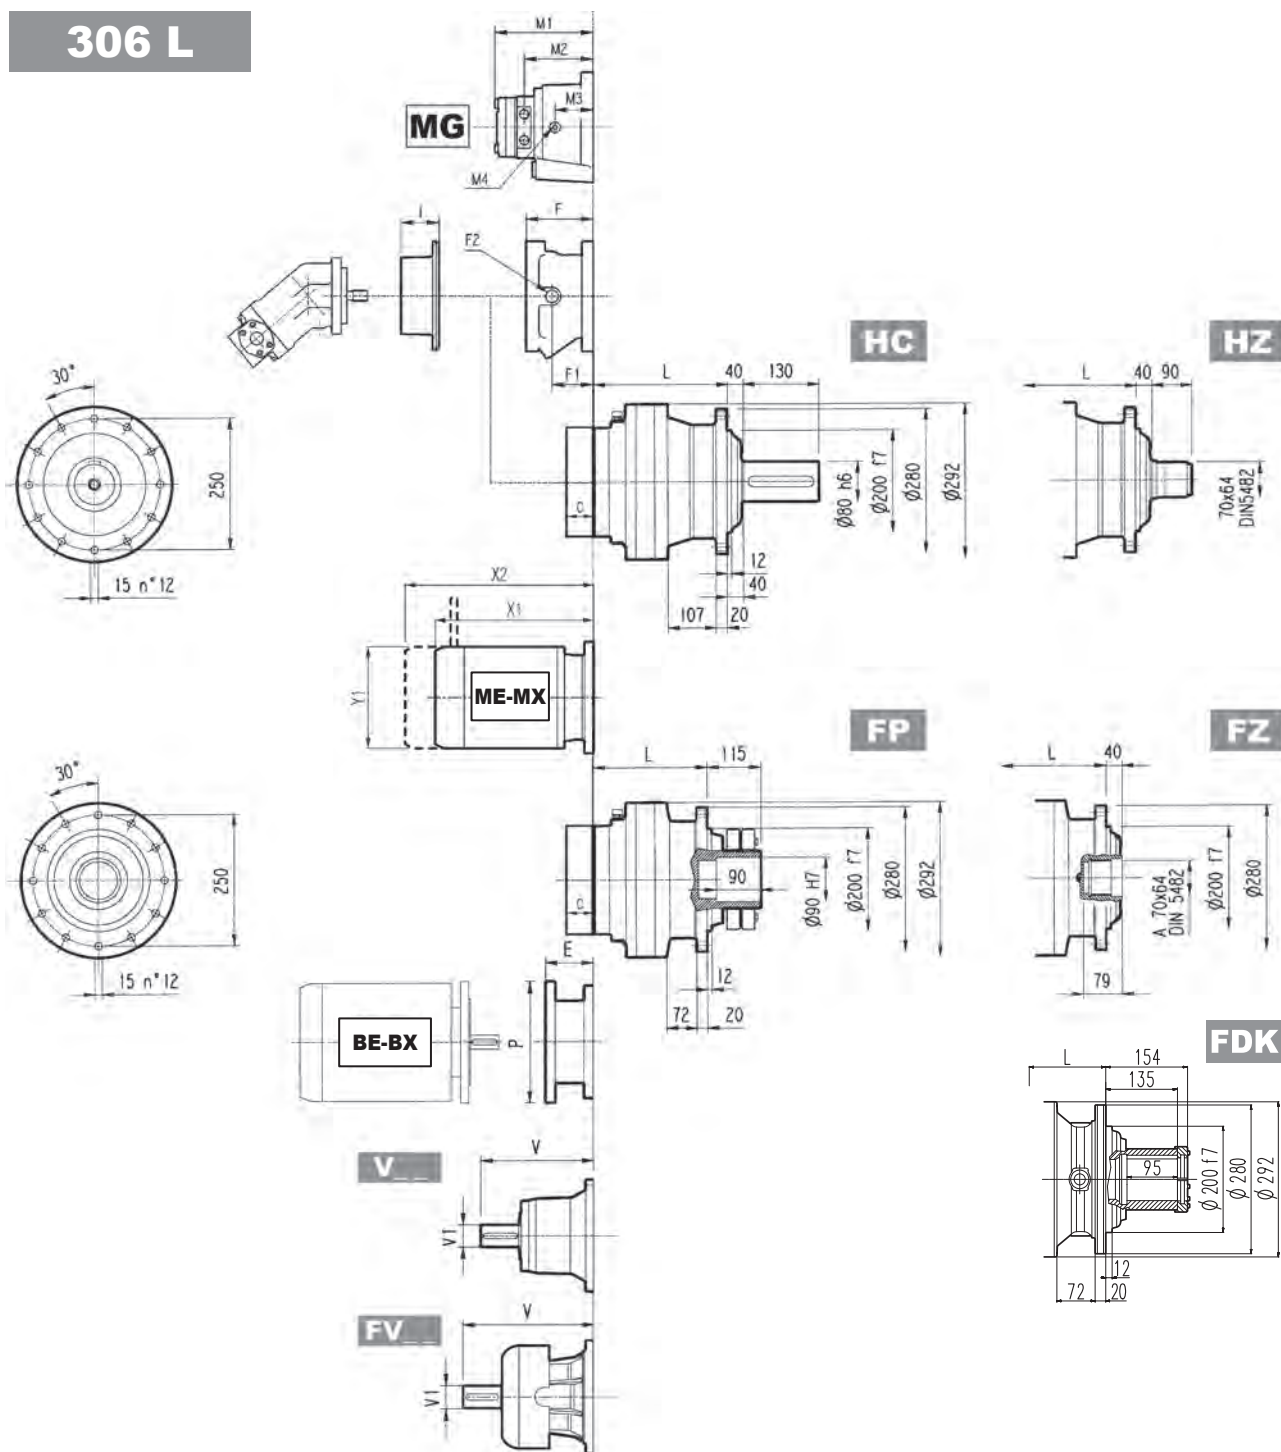 306 L
M1
M2
M3
MG
M4
I
F
F2
HC
HZ
30°
F1
L
40
130
L
40
90
250
C
Ø80 h6
Ø200 f7
Ø280
Ø292
70x64
DIN5482
12
40
15 n°12
X2
107
20
X1
Y1
ME-MX
FP
FZ
L
115
L
40
30°
250
90
C
Ø90 H7
Ø200 f7
Ø280
Ø292
A 70x64
DIN 5482
Ø200 f7
Ø280
E
12
79
15 n°12
72
20
P
BE-BX
FDK
L
154
135
V
V__
95
Ø 200 f7
Ø 280
Ø 292
V1
12
72
20
V
FV__
V1